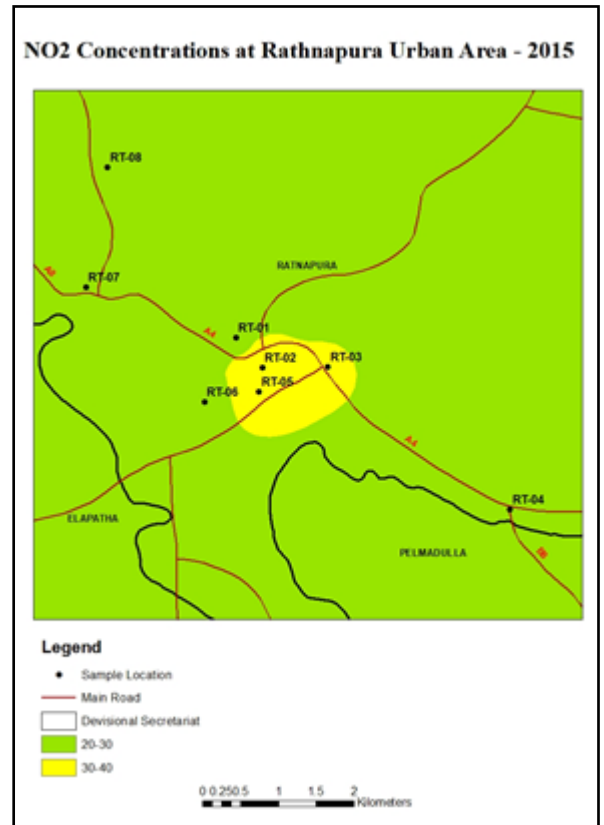 NO2 Concentrations at Rathnapura Urban Area - 2015
RT-08
RATNAPURA
RT-07
A4
RT-01
RT-02
RT-03
RT-05
RT-06
A4
RT-04
ELAPATHA
PELMADULLA
Legend
Sample Location
Main Road
Devisional Secretariat
20-30
30-40
0 0.25 0.5 1 1.5 2
Kilometers